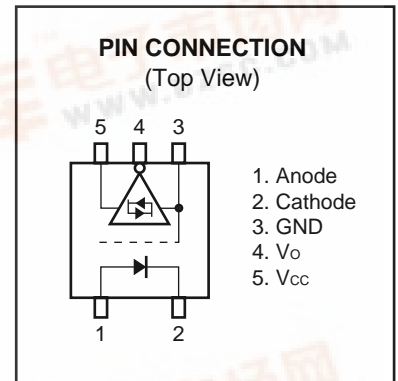 PIN CONNECTION
(Top View)
5 4 3
1. Anode
2. Cathode
3. GND
4. Vo
5. Vcc
1 2